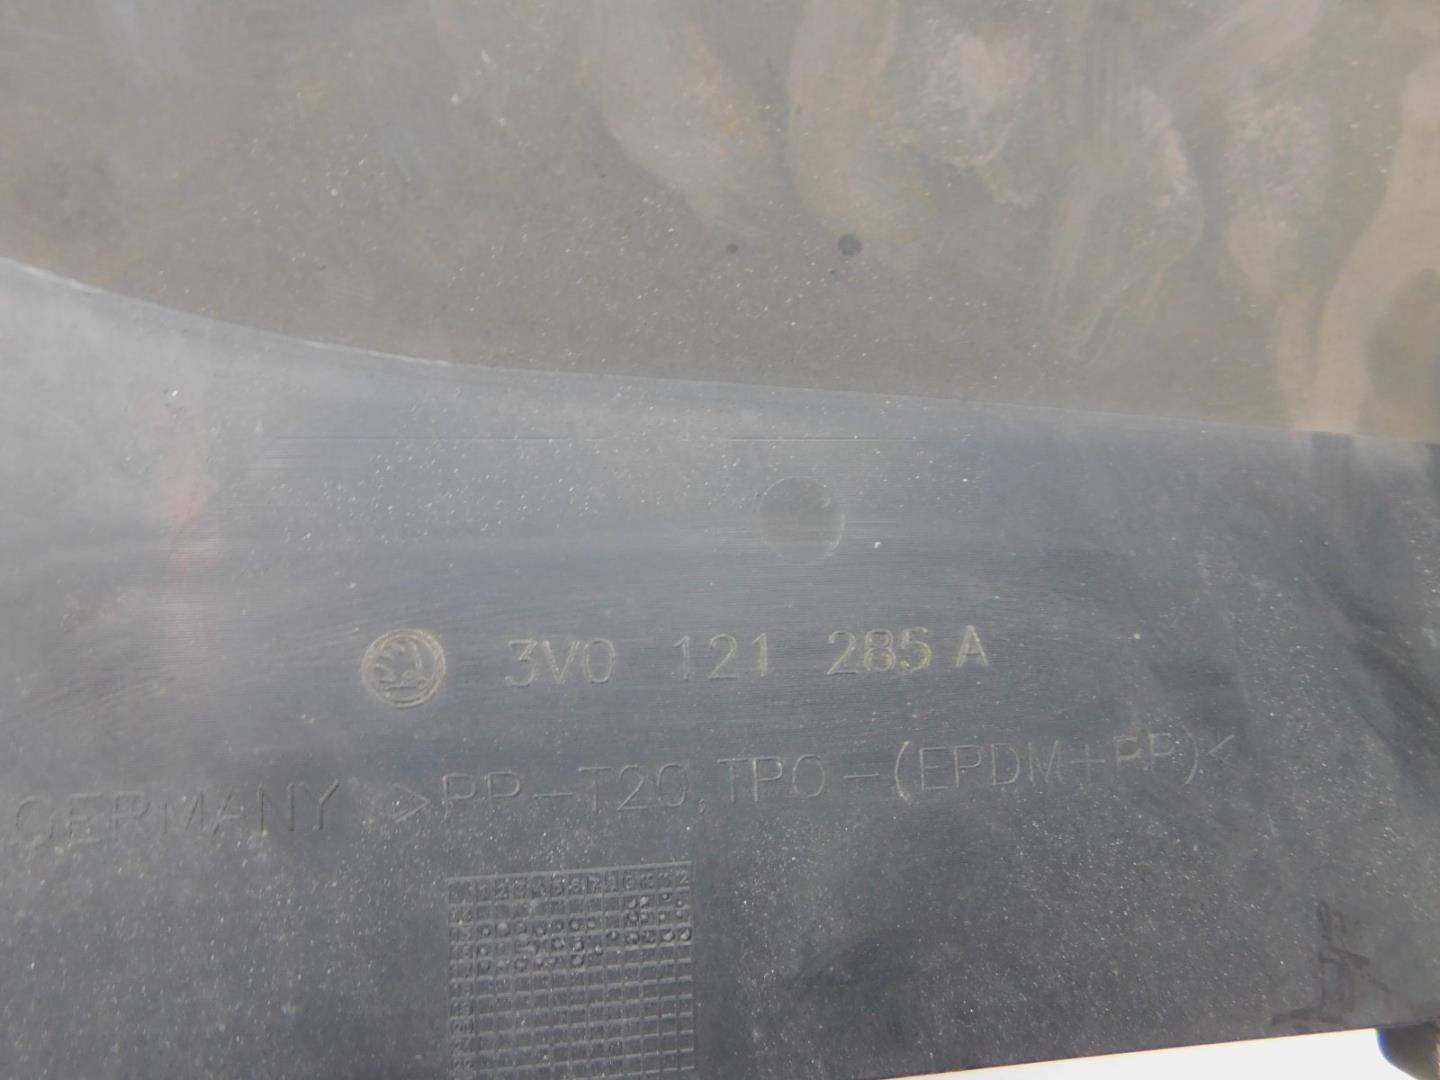 3V0 121 285 A
GERMANY >PP-T20,TPO-(EPDM+PP)<